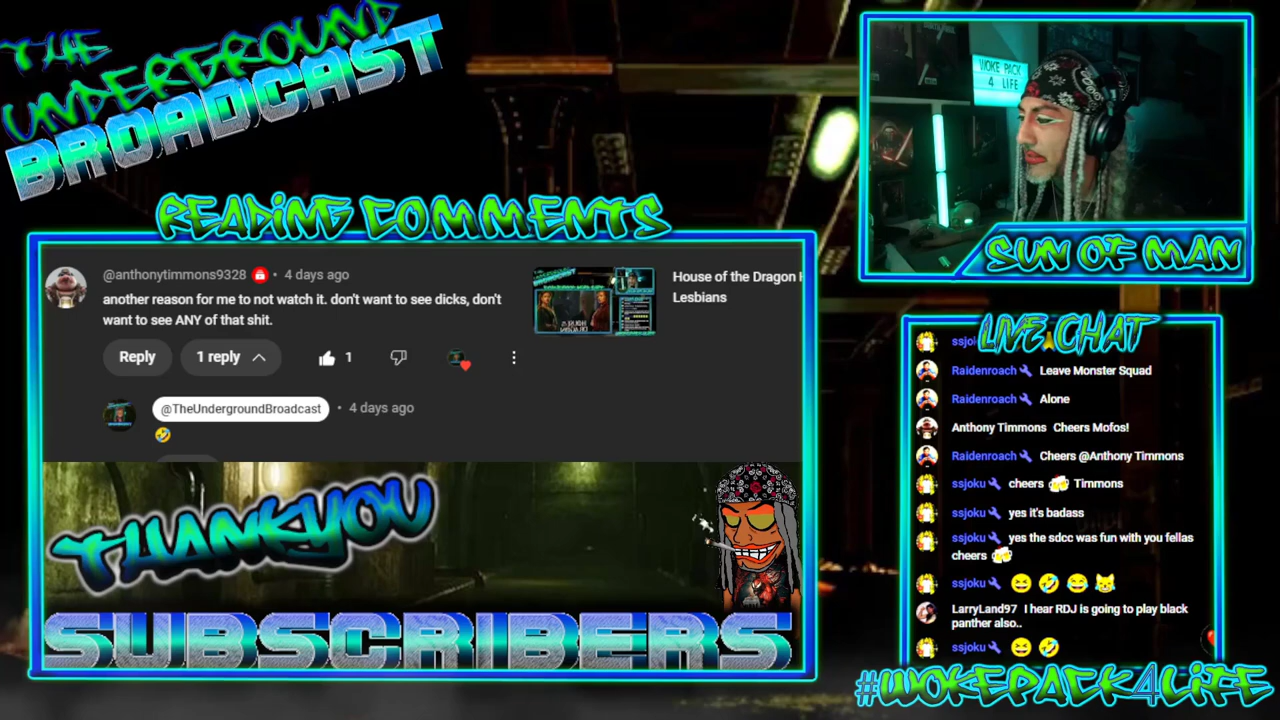 THE
UNDERGROUND
BROADCAST
READING COMMENTS
@anthonytimmons9328 • 4 days ago
another reason for me to not watch it. don't want to see dicks, don't
want to see ANY of that shit.
Reply
1 reply
1
@TheUndergroundBroadcast • 4 days ago
House of the Dragon
Lesbians
THANKYOU
SUBSCRIBERS
WOKE PACK
4 LIFE
SUN OF MAN
LIVE CHAT
Raidenroach Leave Monster Squad
Raidenroach Alone
Anthony Timmons Cheers Mofos!
Raidenroach Cheers @Anthony Timmons
ssjoku cheers 🍻 Timmons
ssjoku yes it's badass
ssjoku yes the sdcc was fun with you fellas
cheers 🍻
ssjoku 😆 🤣 😂 😹
LarryLand97 I hear RDJ is going to play black
panther also..
ssjoku 😆 🤣
#WOKEPACK4LIFE